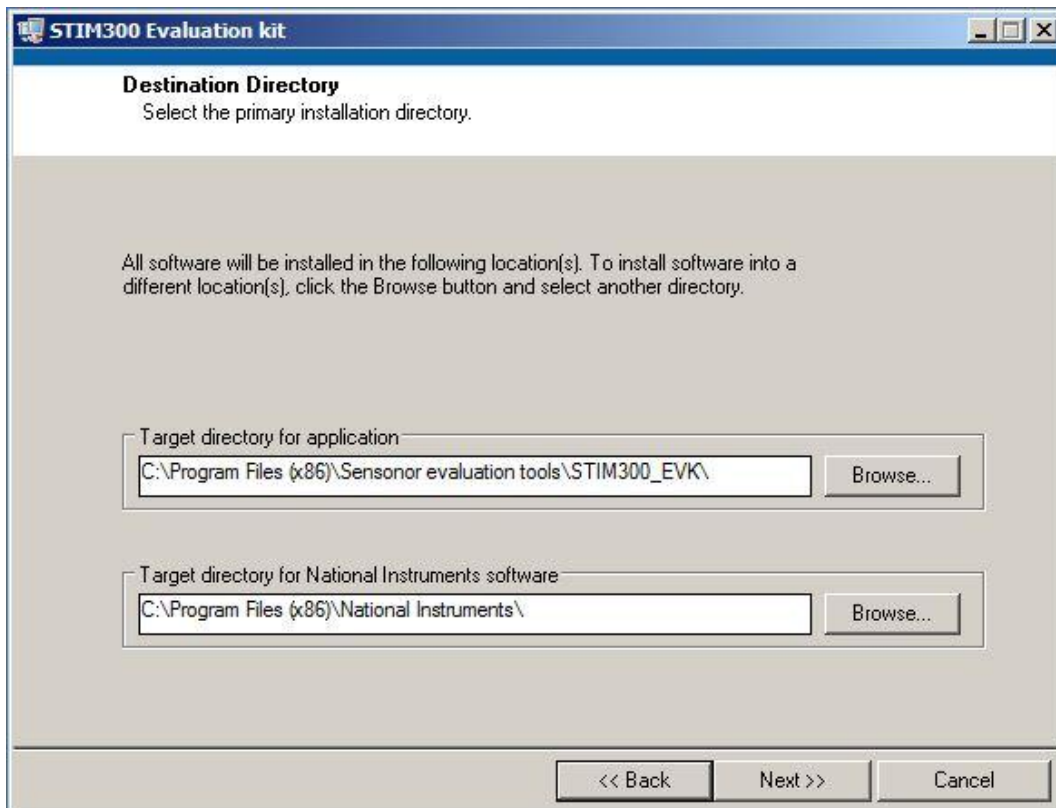 STIM300 Evaluation kit
Destination Directory
Select the primary installation directory.
All software will be installed in the following location(s). To install software into a
different location(s), click the Browse button and select another directory.
Target directory for application
C:\Program Files (x86)\Sensonor evaluation tools\STIM300_EVK\
Browse...
Target directory for National Instruments software
C:\Program Files (x86)\National Instruments\
Browse...
<< Back
Next >>
Cancel